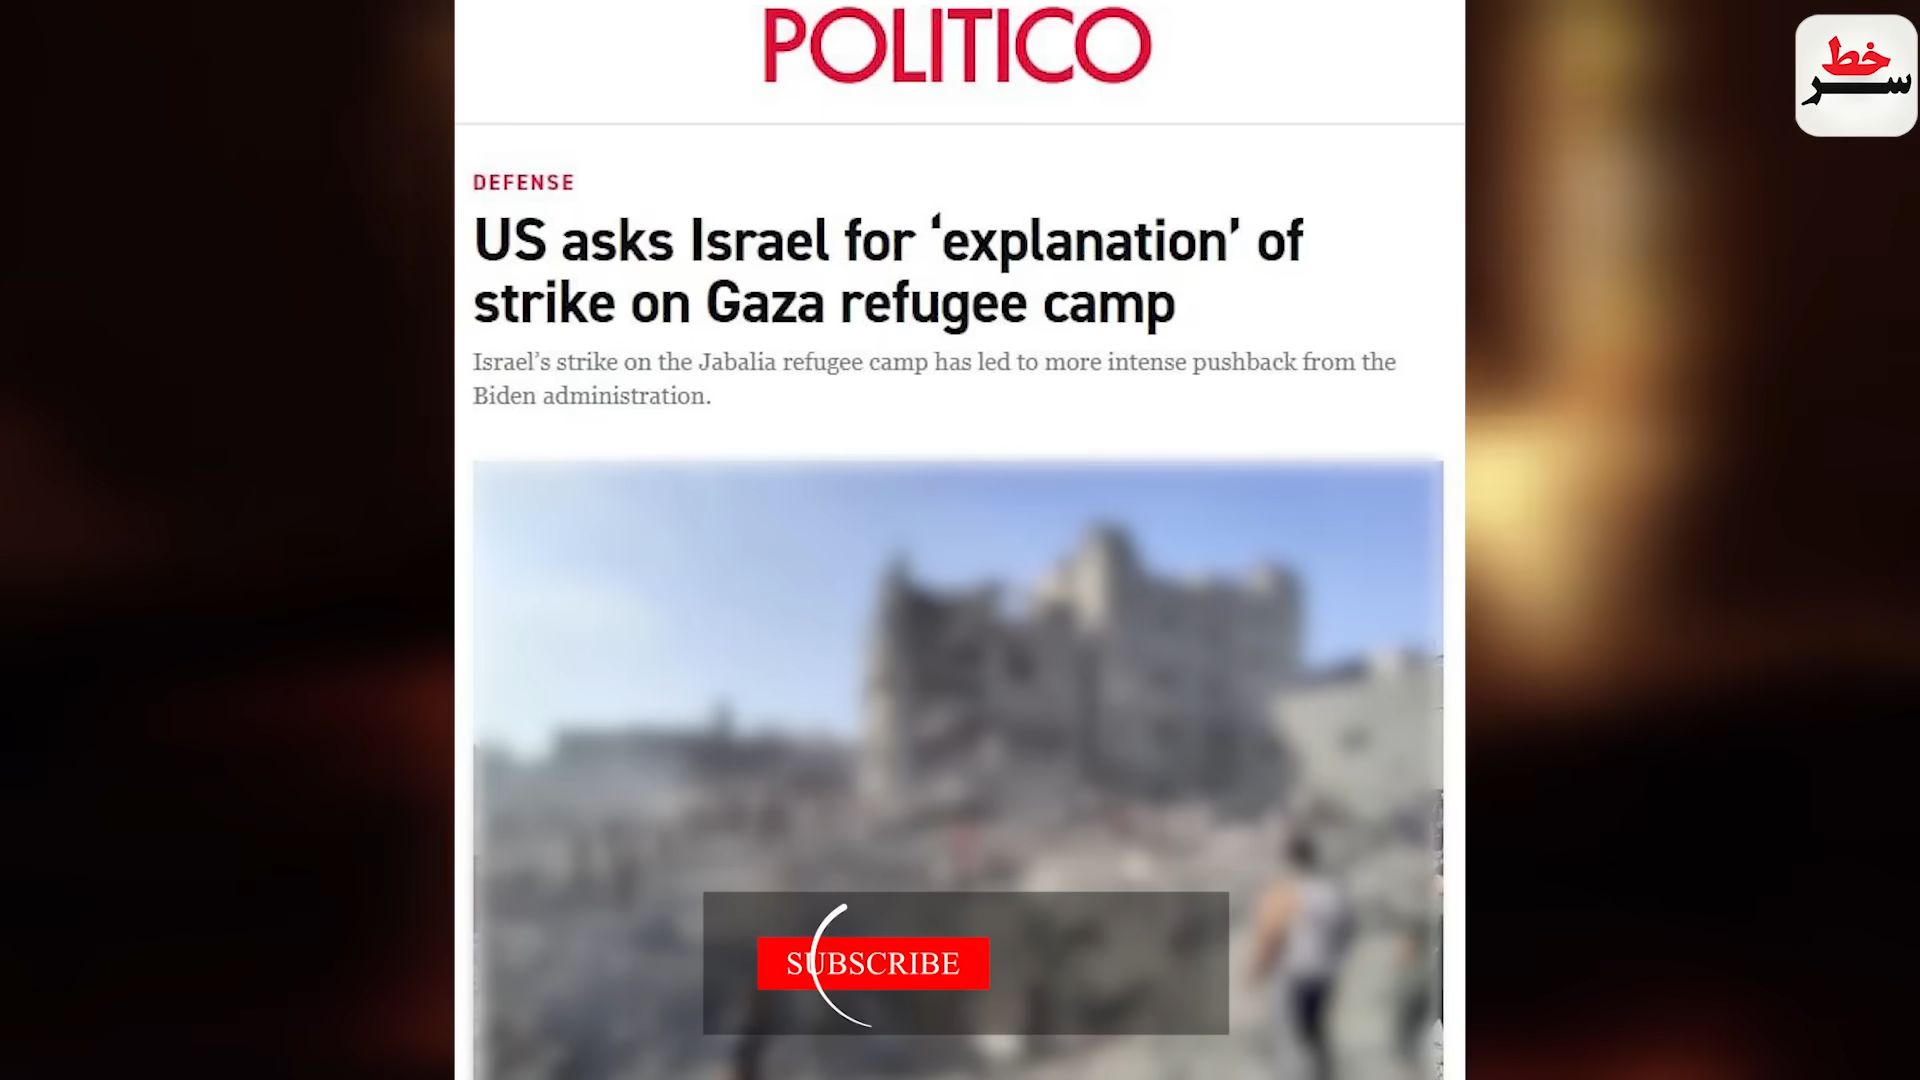 POLITICO
خط
سر
DEFENSE
US asks Israel for ‘explanation’ of
strike on Gaza refugee camp
Israel’s strike on the Jabalia refugee camp has led to more intense pushback from the
Biden administration.
SUBSCRIBE